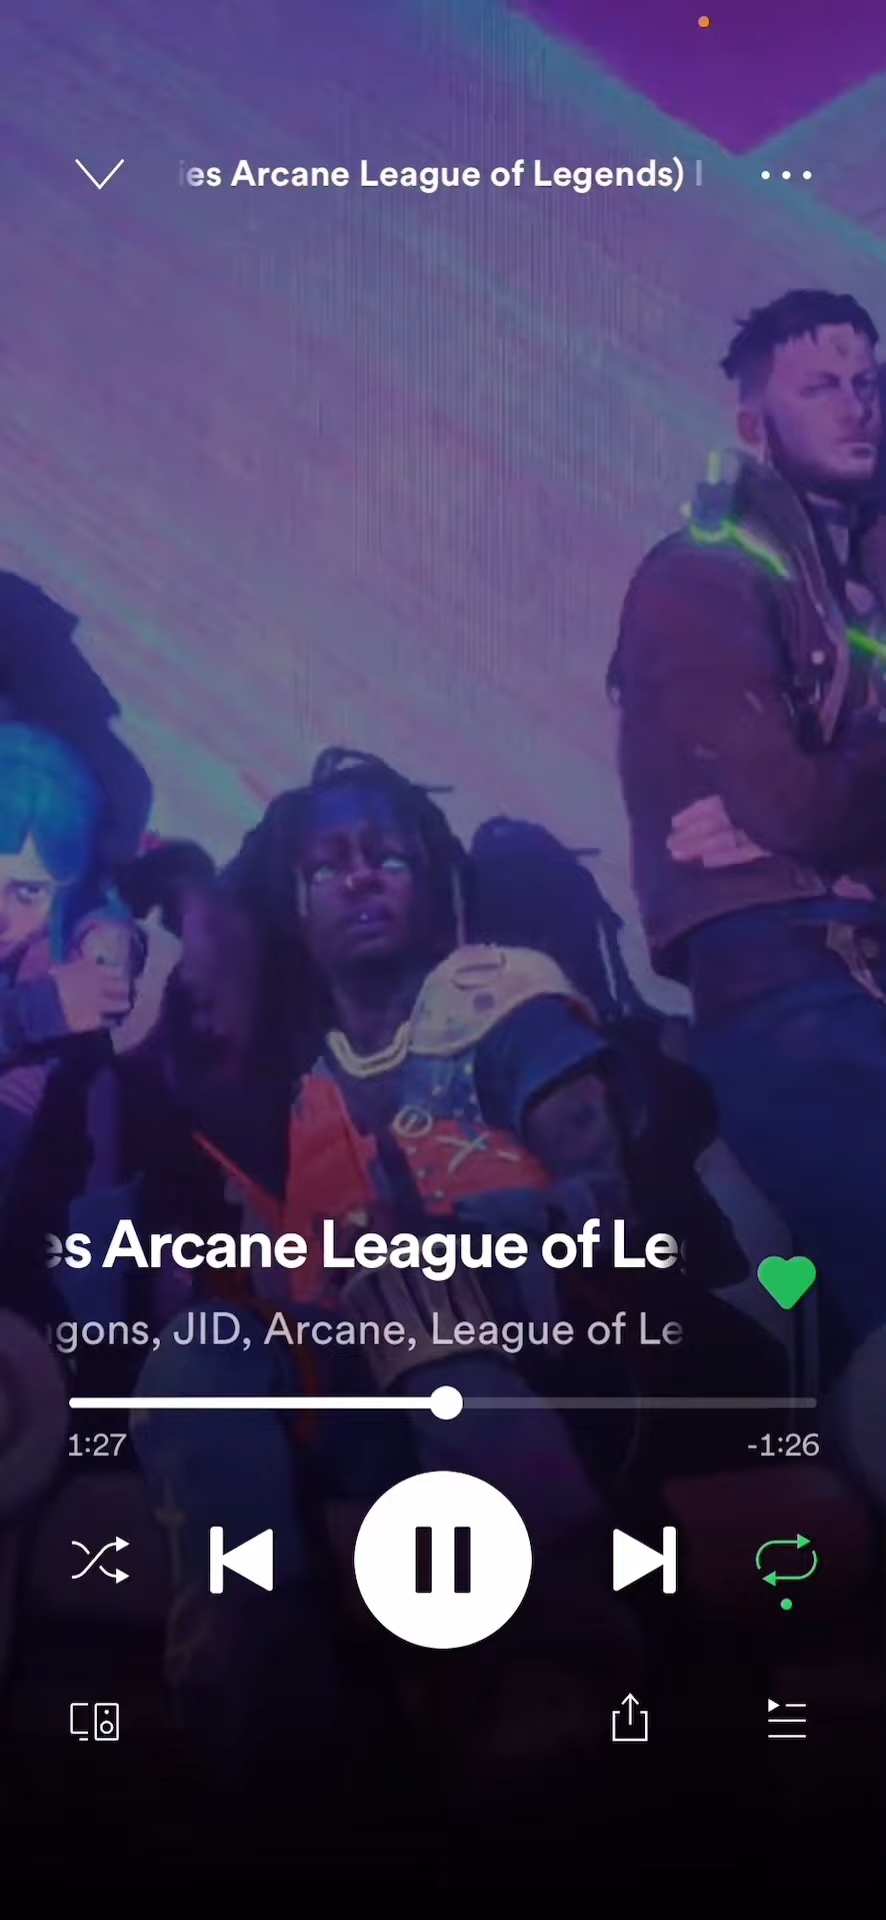 es Arcane League of Legends)
es Arcane League of Le
gons, JID, Arcane, League of Le
1:27
-1:26